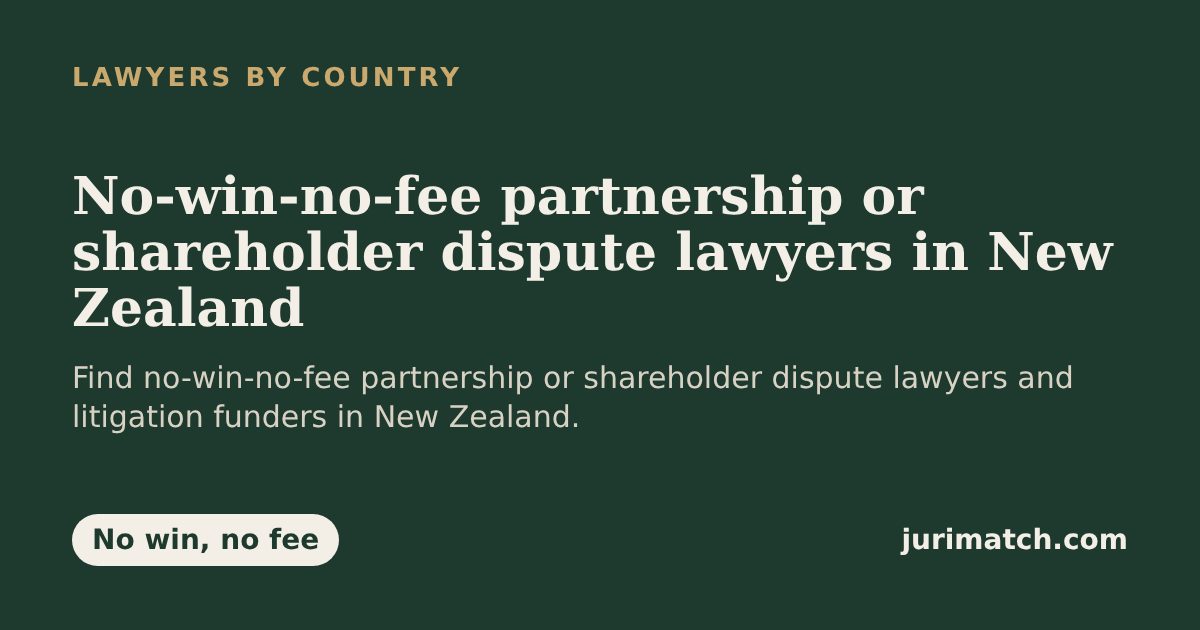 LAWYERS BY COUNTRY
No-win-no-fee partnership or
shareholder dispute lawyers in New
Zealand
Find no-win-no-fee partnership or shareholder dispute lawyers and
litigation funders in New Zealand.
No win, no fee
jurimatch.com